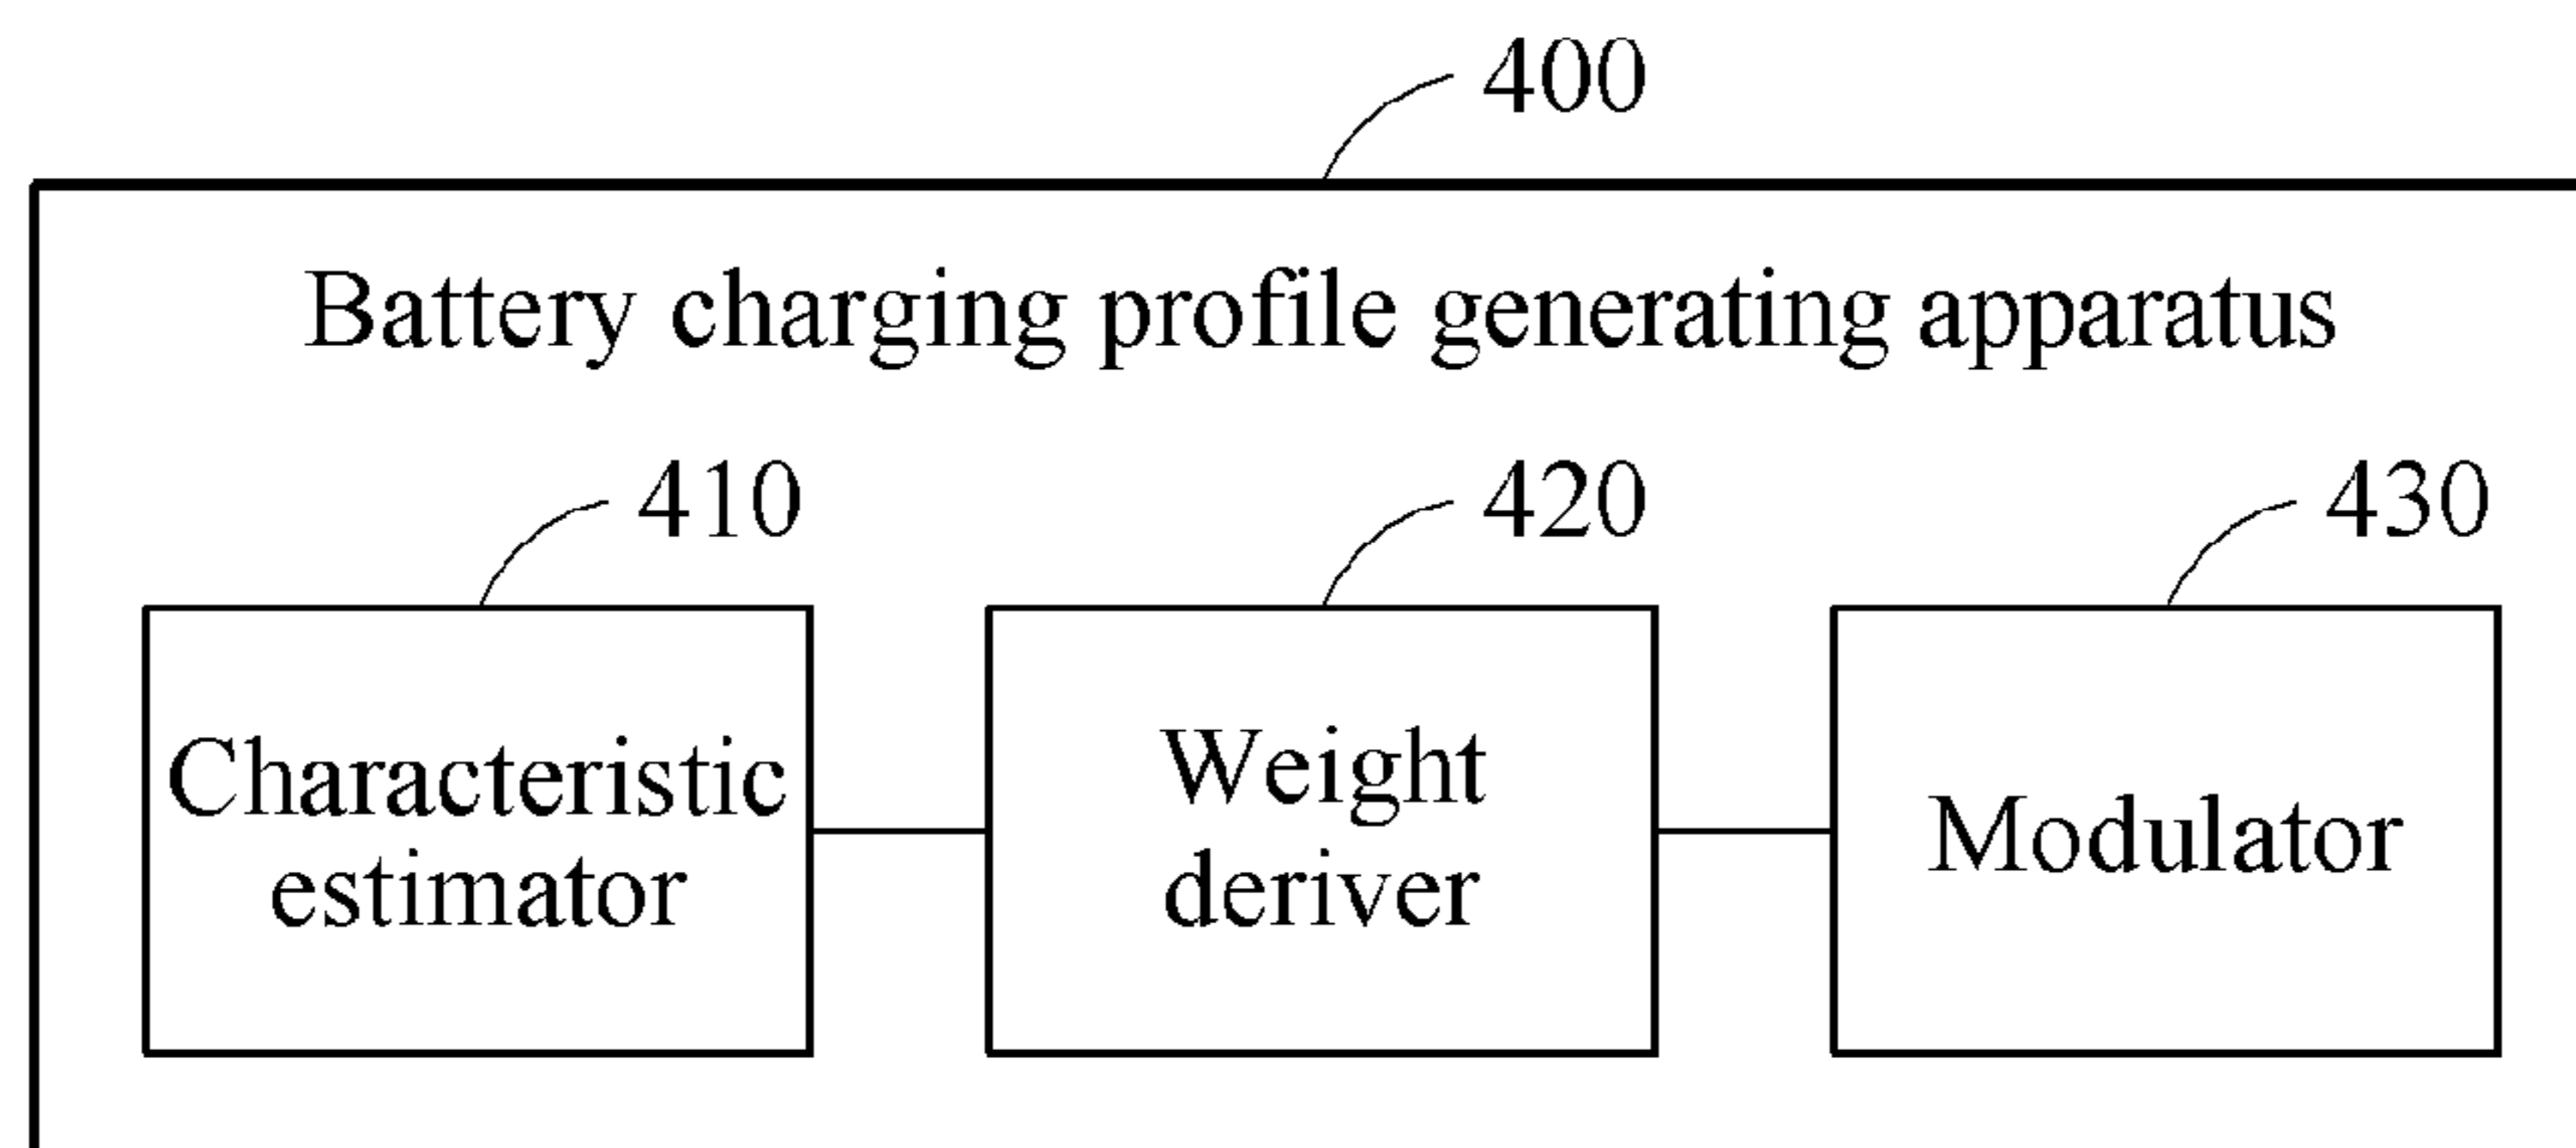 400
Battery charging profile generating apparatus
410
420
430
Characteristic
estimator
Weight
deriver
Modulator